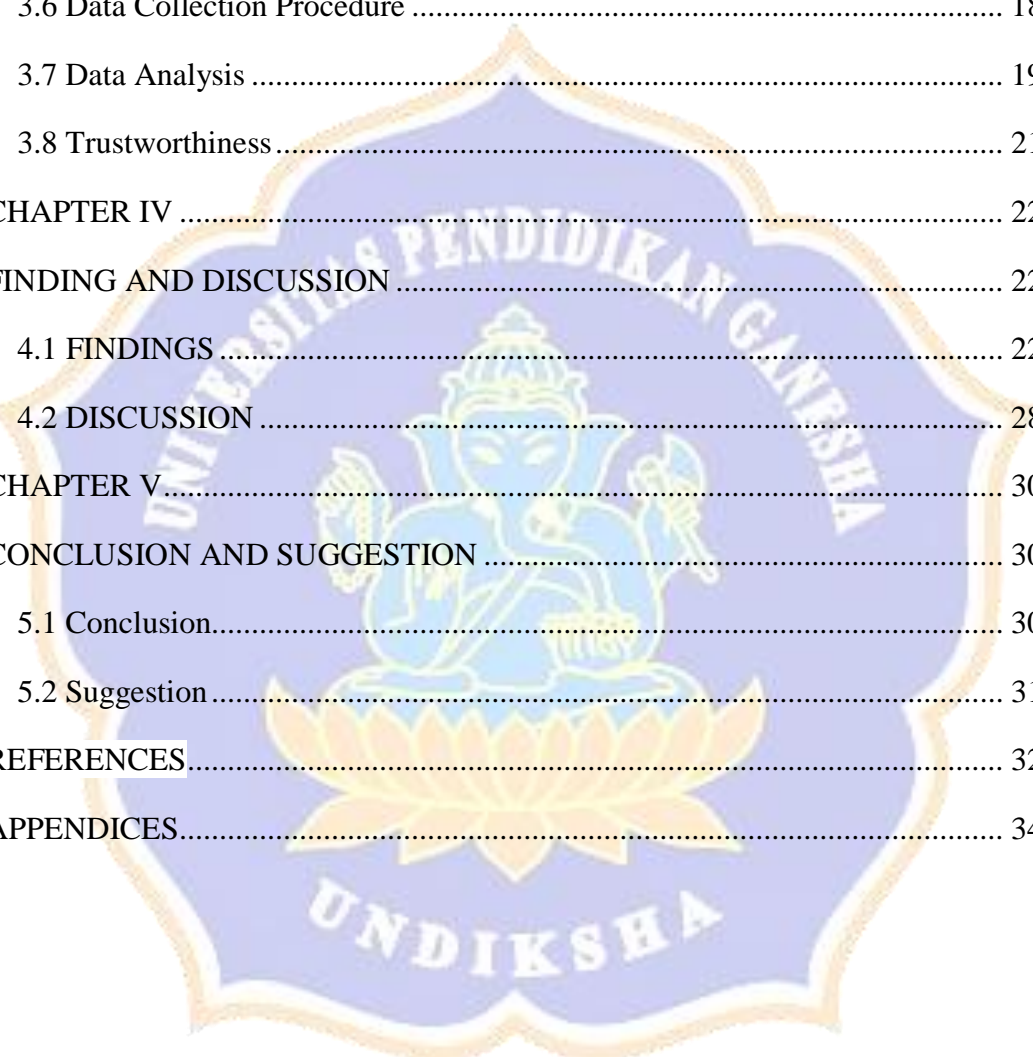 3.6 Data Collection Procedure ........................................................................... 18
3.7 Data Analysis ............................................................................................... 19
3.8 Trustworthiness ............................................................................................ 21
CHAPTER IV ....................................................................................................... 22
FINDING AND DISCUSSION ............................................................................ 22
4.1 FINDINGS .................................................................................................... 22
4.2 DISCUSSION ............................................................................................... 28
CHAPTER V ......................................................................................................... 30
CONCLUSION AND SUGGESTION ................................................................. 30
5.1 Conclusion .................................................................................................... 30
5.2 Suggestion .................................................................................................... 31
REFERENCES ...................................................................................................... 32
APPENDICES ....................................................................................................... 34
UNIVERSITAS PENDIDIKAN GANESHA
UNDIKSHA